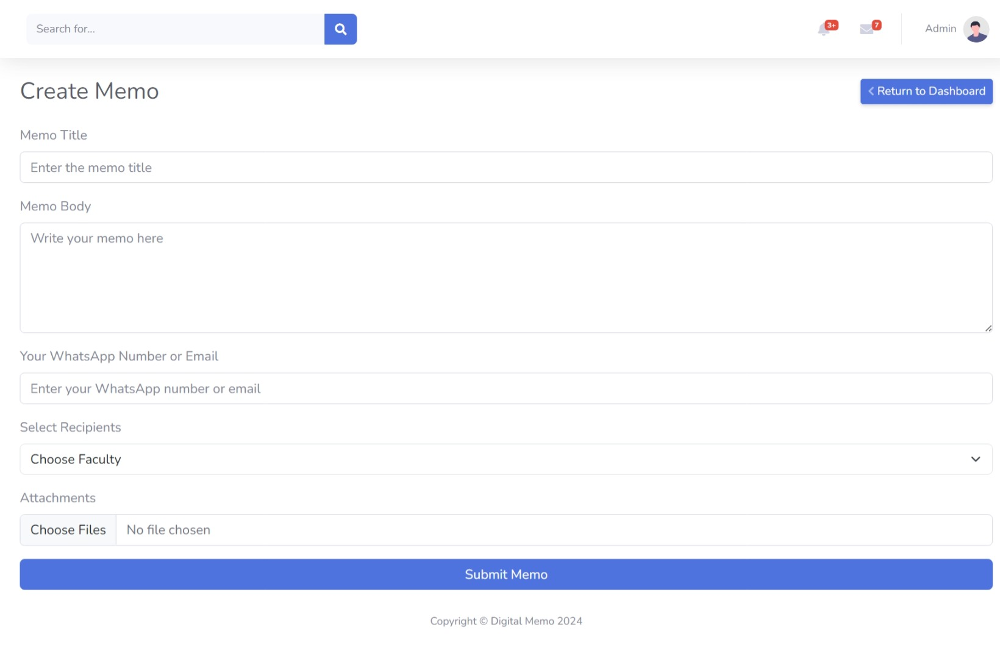 Search for...
3+
7
Admin
Create Memo
Return to Dashboard
Memo Title
Enter the memo title
Memo Body
Write your memo here
Your WhatsApp Number or Email
Enter your WhatsApp number or email
Select Recipients
Choose Faculty
Attachments
Choose Files No file chosen
Submit Memo
Copyright © Digital Memo 2024